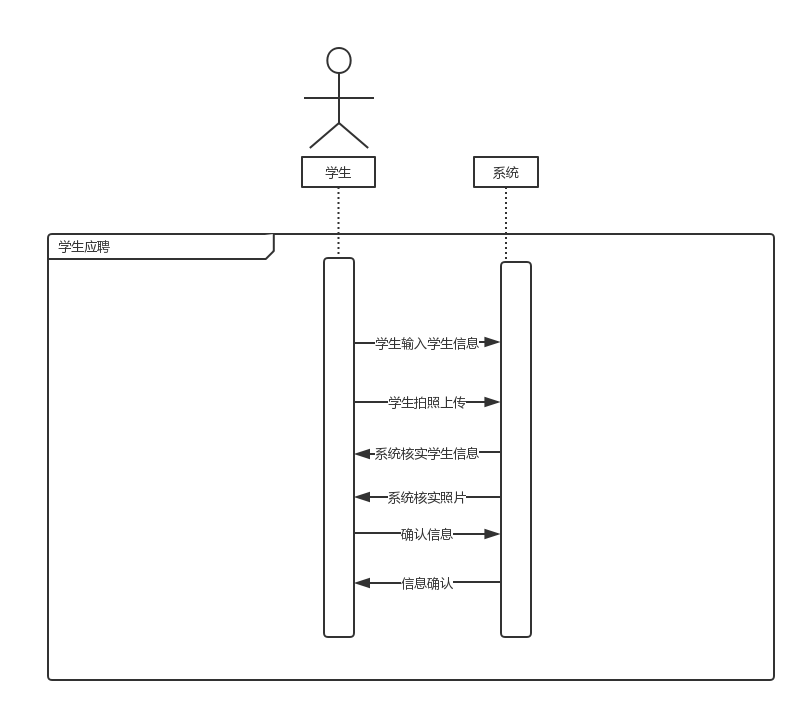 学生
系统
学生应聘
学生输入学生信息
学生拍照上传
系统核实学生信息
系统核实照片
确认信息
信息确认